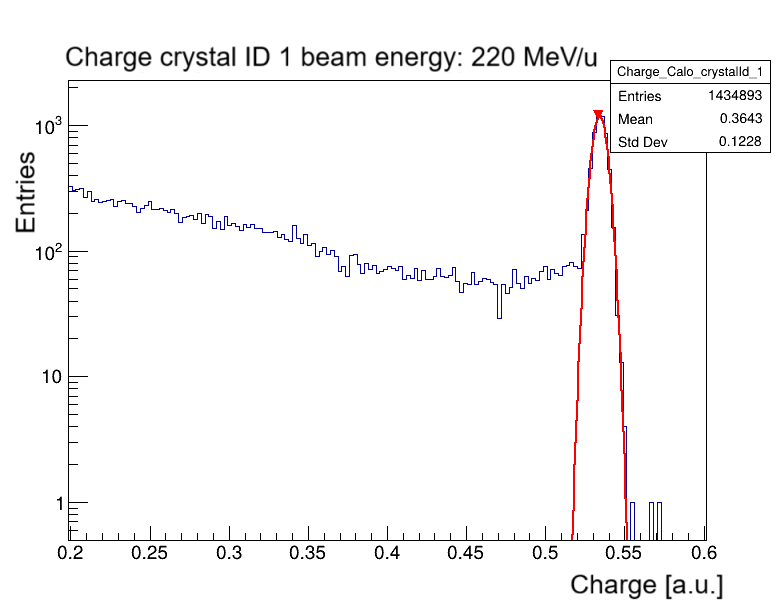 Charge crystal ID 1 beam energy: 220 MeV/u
Charge_Calo_crystalId_1
Entries 1434893
Mean 0.3643
Std Dev 0.1228
Entries
10³
10²
10
1
0.2 0.25 0.3 0.35 0.4 0.45 0.5 0.55 0.6
Charge [a.u.]